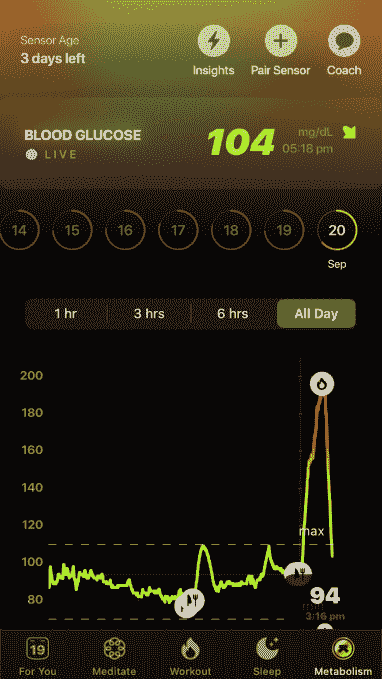 Sensor Age
3 days left
Insights
Pair Sensor
Coach
BLOOD GLUCOSE
LIVE
104
mg/dL
05:18 pm
14
15
16
17
18
19
20
Sep
1 hr
3 hrs
6 hrs
All Day
200
180
160
140
120
max
100
94
80
3:16 pm
19
For You
Meditate
Workout
Sleep
Metabolism